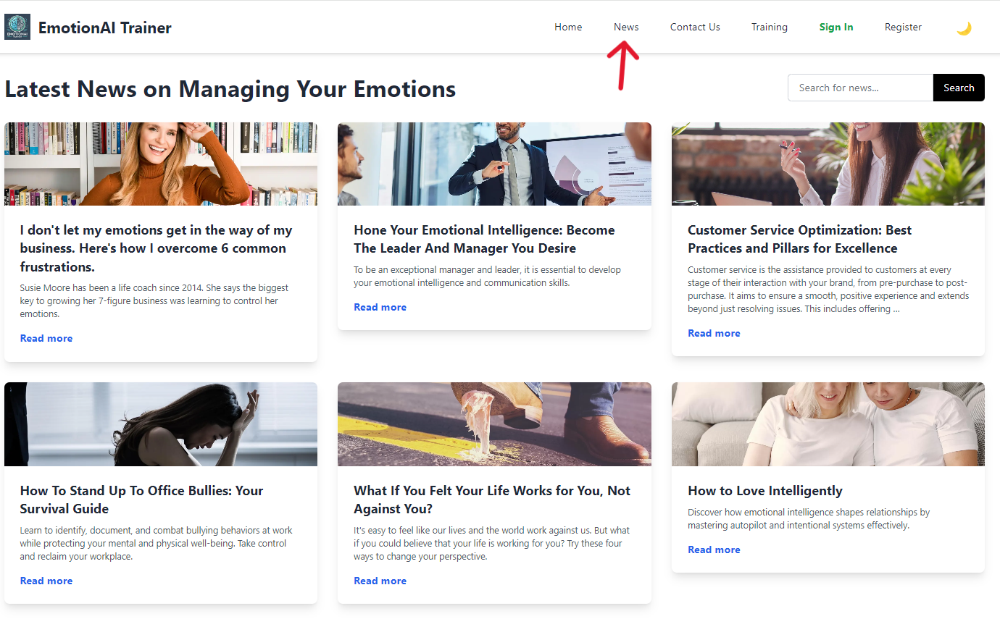 EMOTIONAI
EmotionAI Trainer
Home
News
Contact Us
Training
Sign In
Register
Latest News on Managing Your Emotions
Search for news...
Search
I don't let my emotions get in the way of my
business. Here's how I overcome 6 common
frustrations.
Susie Moore has been a life coach since 2014. She says the biggest
key to growing her 7-figure business was learning to control her
emotions.
Read more
Hone Your Emotional Intelligence: Become
The Leader And Manager You Desire
To be an exceptional manager and leader, it is essential to develop
your emotional intelligence and communication skills.
Read more
Customer Service Optimization: Best
Practices and Pillars for Excellence
Customer service is the assistance provided to customers at every
stage of their interaction with your brand, from pre-purchase to post-
purchase. It aims to ensure a smooth, positive experience and extends
beyond just resolving issues. This includes offering ...
Read more
How To Stand Up To Office Bullies: Your
Survival Guide
Learn to identify, document, and combat bullying behaviors at work
while protecting your mental and physical well-being. Take control
and reclaim your workplace.
Read more
What If You Felt Your Life Works for You, Not
Against You?
It's easy to feel like our lives and the world work against us. But what
if you could believe that your life is working for you? Try these four
ways to change your perspective.
Read more
How to Love Intelligently
Discover how emotional intelligence shapes relationships by
mastering autopilot and intentional systems effectively.
Read more